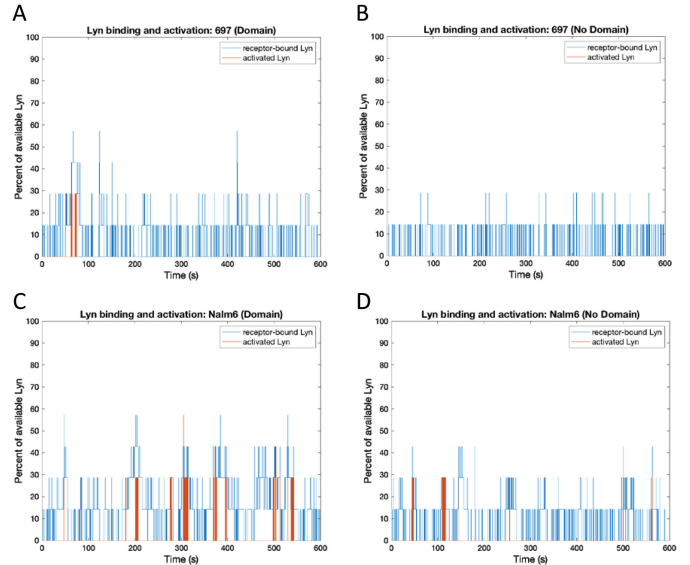 A
Lyn binding and activation: 697 (Domain)
receptor-bound Lyn
activated Lyn
Percent of available Lyn
100
90
80
70
60
50
40
30
20
10
0
0 100 200 300 400 500 600
Time (s)
B
Lyn binding and activation: 697 (No Domain)
receptor-bound Lyn
activated Lyn
Percent of available Lyn
100
90
80
70
60
50
40
30
20
10
0
0 100 200 300 400 500 600
Time (s)
C
Lyn binding and activation: Nalm6 (Domain)
receptor-bound Lyn
activated Lyn
Percent of available Lyn
100
90
80
70
60
50
40
30
20
10
0
0 100 200 300 400 500 600
Time (s)
D
Lyn binding and activation: Nalm6 (No Domain)
receptor-bound Lyn
activated Lyn
Percent of available Lyn
100
90
80
70
60
50
40
30
20
10
0
0 100 200 300 400 500 600
Time (s)